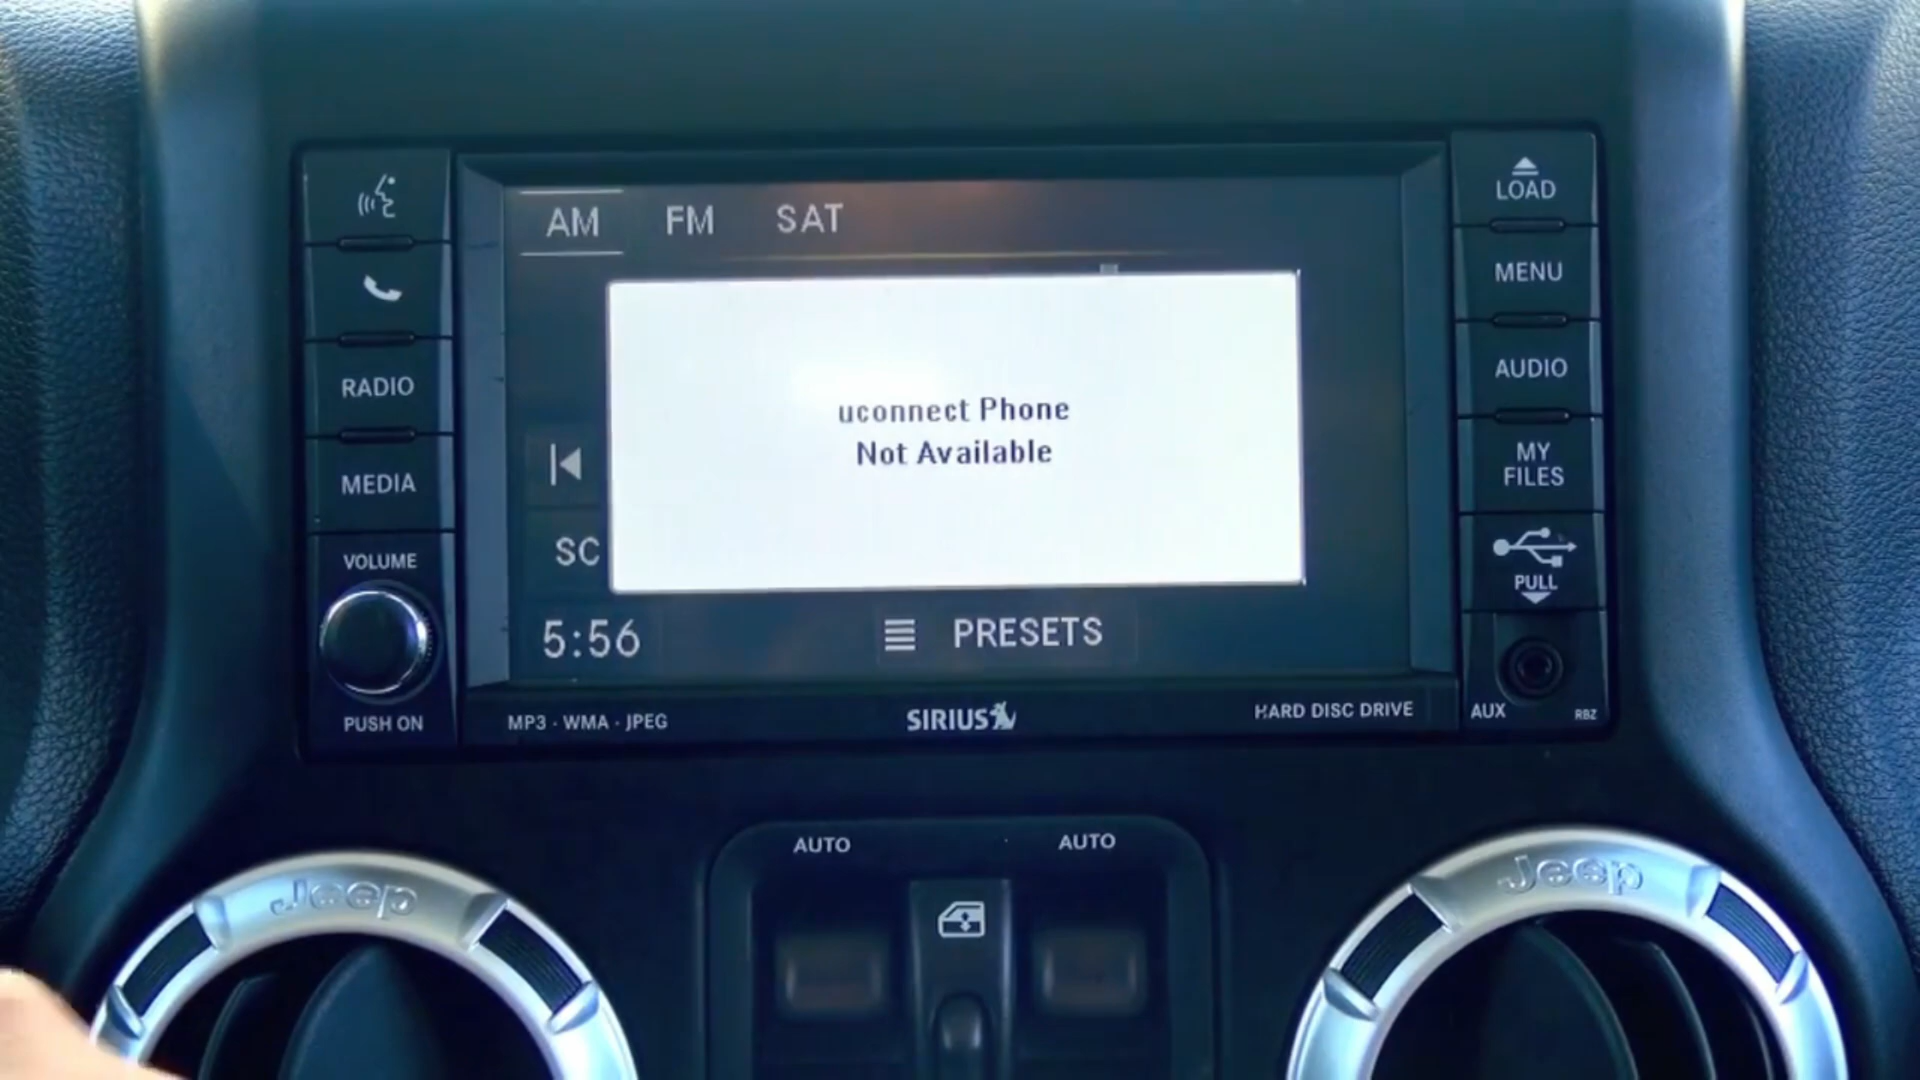 AM FM SAT
LOAD
MENU
RADIO
AUDIO
uconnect Phone
Not Available
MEDIA
MY
FILES
SC
VOLUME
PULL
5:56
PRESETS
PUSH ON
MP3 · WMA · JPEG
SIRIUS
HARD DISC DRIVE
AUX
RBZ
AUTO AUTO
Jeep
Jeep